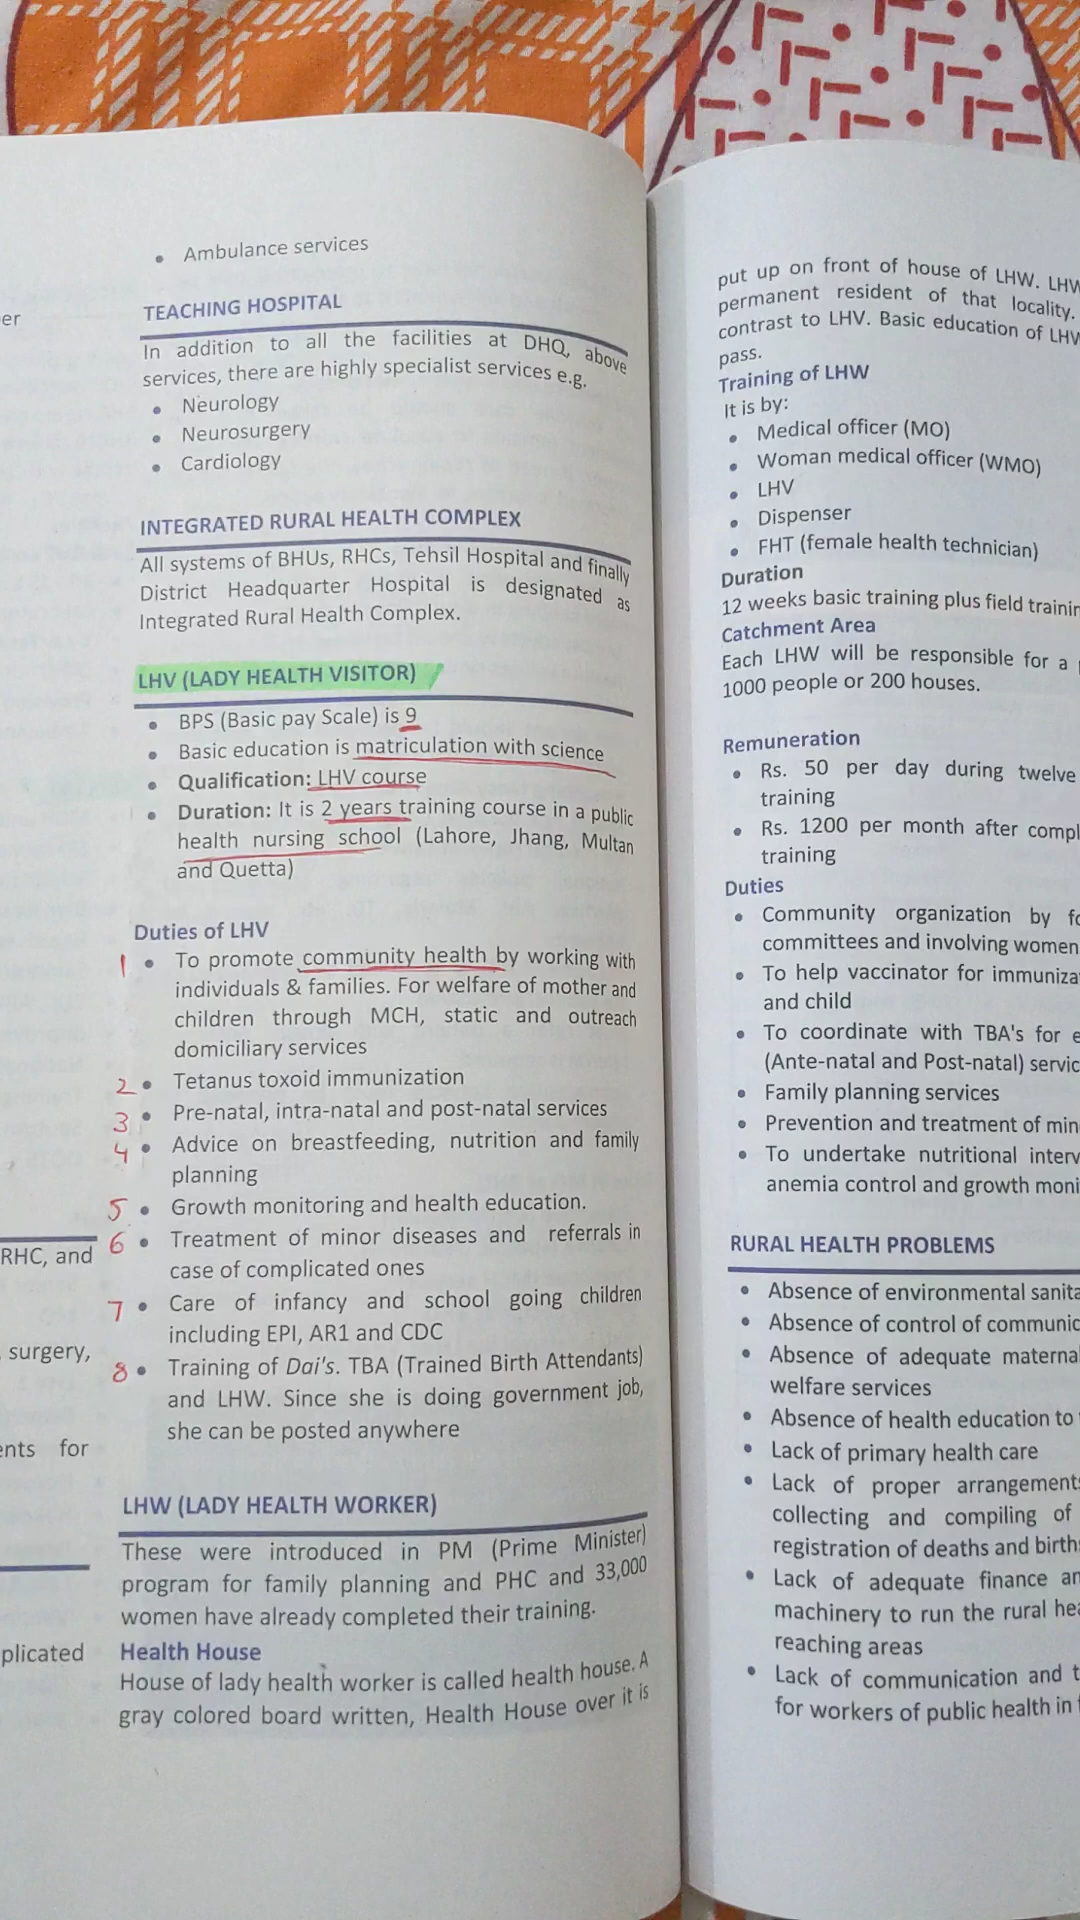 er
RHC, and
surgery,
ents for
plicated
• Ambulance services
TEACHING HOSPITAL
In addition to all the facilities at DHQ, above
services, there are highly specialist services e.g.
• Neurology
• Neurosurgery
• Cardiology
INTEGRATED RURAL HEALTH COMPLEX
All systems of BHUs, RHCs, Tehsil Hospital and finally
District Headquarter Hospital is designated as
Integrated Rural Health Complex.
LHV (LADY HEALTH VISITOR)
• BPS (Basic pay Scale) is 9
• Basic education is matriculation with science
• Qualification: LHV course
• Duration: It is 2 years training course in a public
health nursing school (Lahore, Jhang, Multan
and Quetta)
Duties of LHV
1 • To promote community health by working with
individuals & families. For welfare of mother and
children through MCH, static and outreach
domiciliary services
2 • Tetanus toxoid immunization
3 • Pre-natal, intra-natal and post-natal services
4 • Advice on breastfeeding, nutrition and family
planning
5 • Growth monitoring and health education.
6 • Treatment of minor diseases and referrals in
case of complicated ones
7 • Care of infancy and school going children
including EPI, AR1 and CDC
8 • Training of Dai's. TBA (Trained Birth Attendants)
and LHW. Since she is doing government job,
she can be posted anywhere
LHW (LADY HEALTH WORKER)
These were introduced in PM (Prime Minister)
program for family planning and PHC and 33,000
women have already completed their training.
Health House
House of lady health worker is called health house. A
gray colored board written, Health House over it is
put up on front of house of LHW. LHW
permanent resident of that locality.
contrast to LHV. Basic education of LHW
pass.
Training of LHW
It is by:
• Medical officer (MO)
• Woman medical officer (WMO)
• LHV
• Dispenser
• FHT (female health technician)
Duration
12 weeks basic training plus field trainin
Catchment Area
Each LHW will be responsible for a
1000 people or 200 houses.
Remuneration
• Rs. 50 per day during twelve
training
• Rs. 1200 per month after compl
training
Duties
• Community organization by fo
committees and involving women
• To help vaccinator for immuniza
and child
• To coordinate with TBA's for e
(Ante-natal and Post-natal) servic
• Family planning services
• Prevention and treatment of min
• To undertake nutritional interv
anemia control and growth moni
RURAL HEALTH PROBLEMS
• Absence of environmental sanita
• Absence of control of communic
• Absence of adequate maternal
welfare services
• Absence of health education to
• Lack of primary health care
• Lack of proper arrangements
collecting and compiling of
registration of deaths and births
• Lack of adequate finance an
machinery to run the rural hea
reaching areas
• Lack of communication and t
for workers of public health in